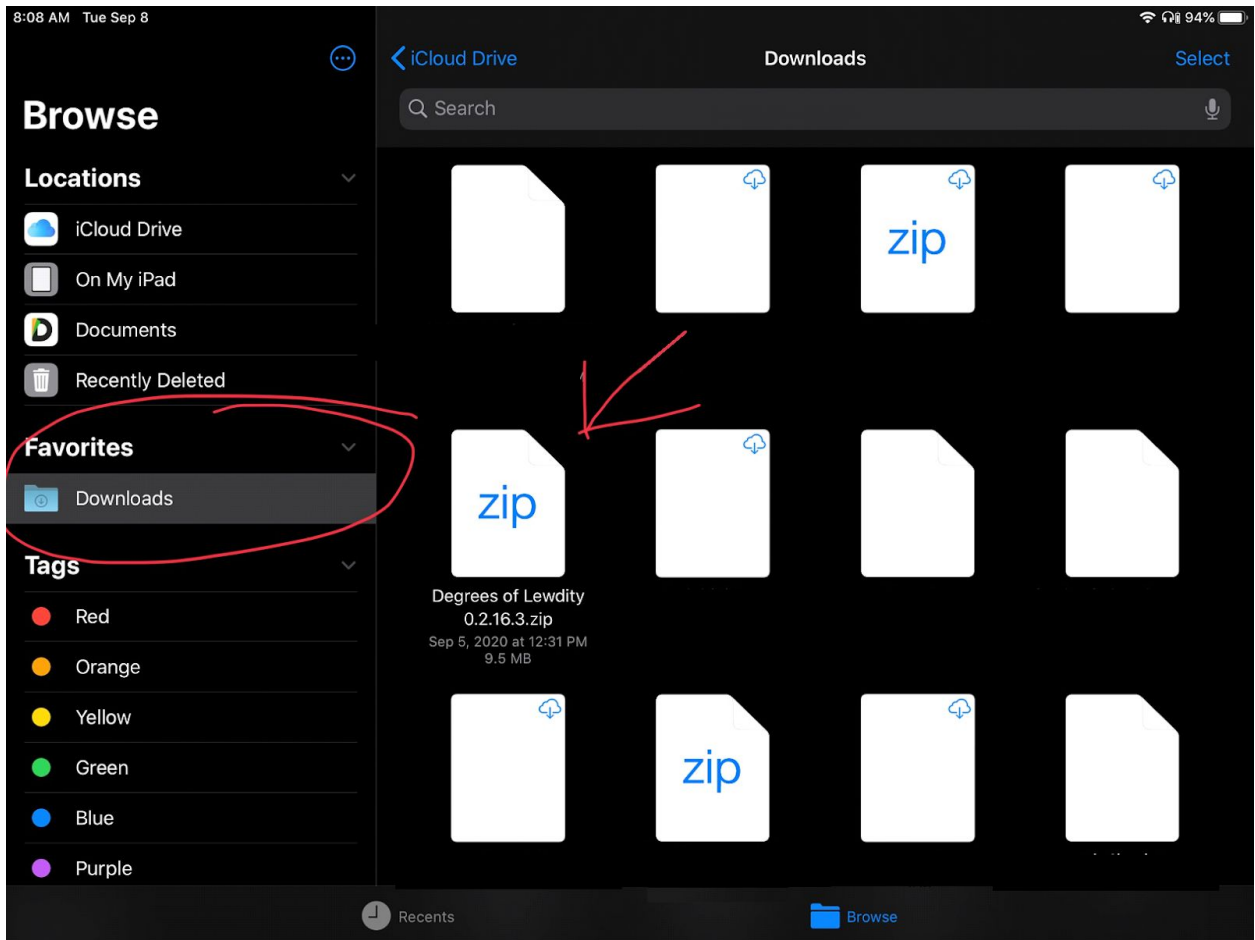 8:08 AM Tue Sep 8
94%
iCloud Drive
Downloads
Select
Browse
Search
Locations
iCloud Drive
On My iPad
Documents
Recently Deleted
Favorites
Downloads
Tags
Red
Orange
Yellow
Green
Blue
Purple
zip
zip
Degrees of Lewdity
0.2.16.3.zip
Sep 5, 2020 at 12:31 PM
9.5 MB
zip
Recents
Browse